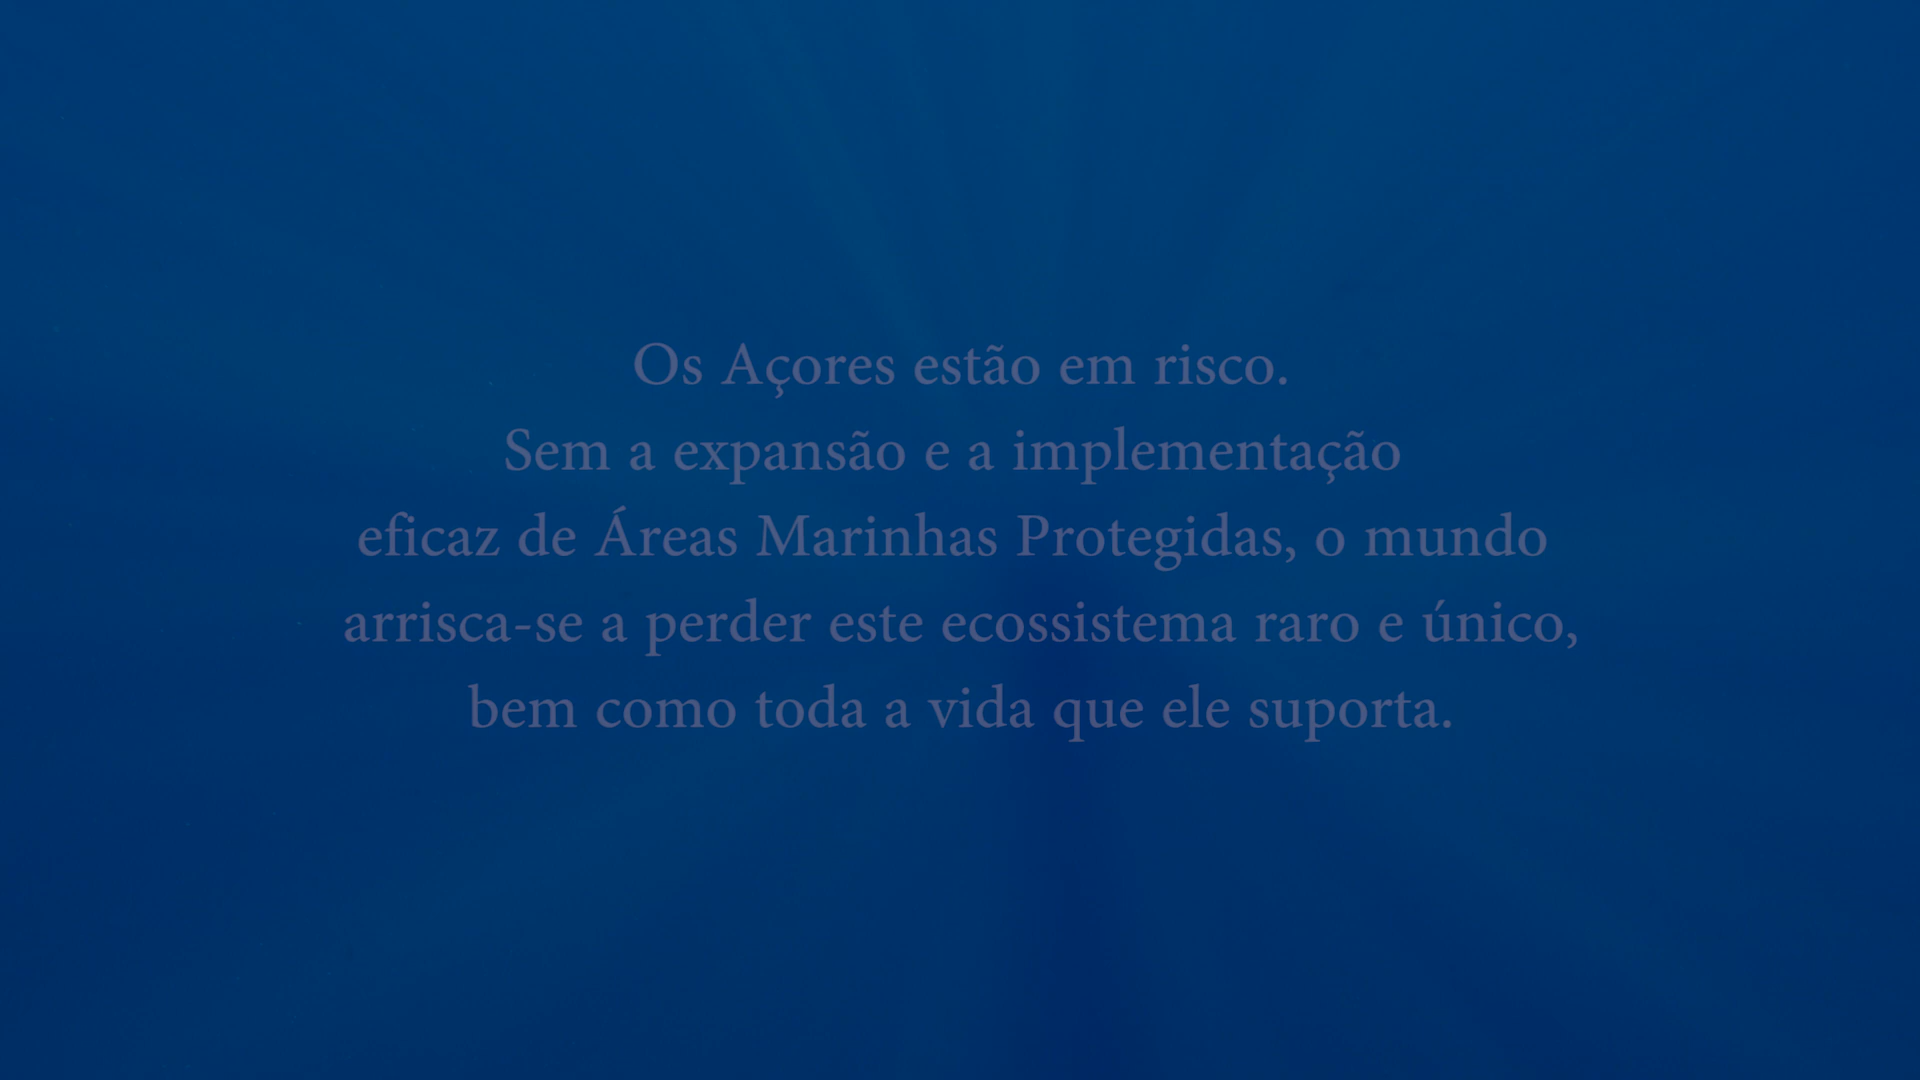 Os Açores estão em risco.
Sem a expansão e a implementação
eficaz de Áreas Marinhas Protegidas, o mundo
arrisca-se a perder este ecossistema raro e único,
bem como toda a vida que ele suporta.